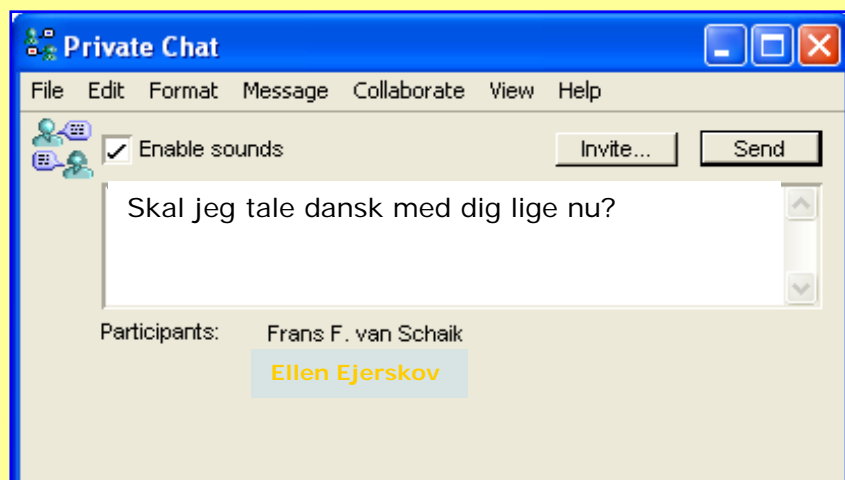 Private Chat
File Edit Format Message Collaborate View Help
Enable sounds Invite... Send
Skal jeg tale dansk med dig lige nu?
Participants: Frans F. van Schaik
Ellen Ejerskov